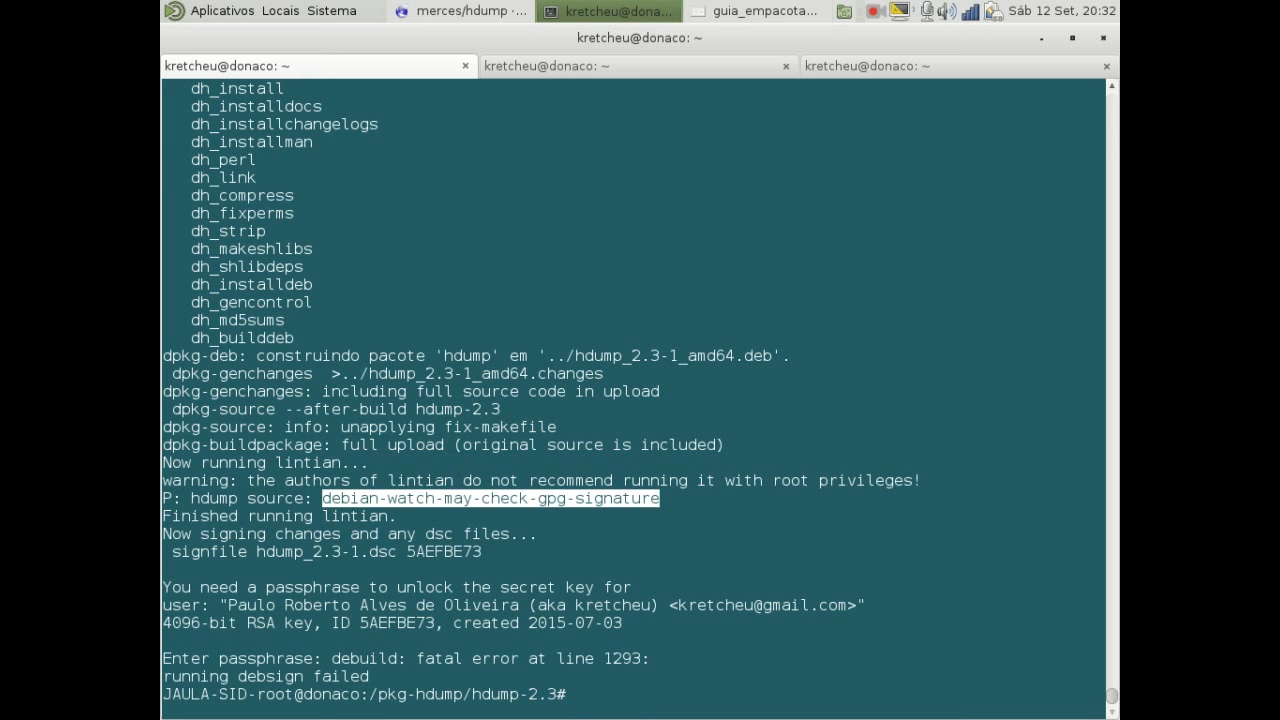 Aplicativos Locais Sistema merces/hdump -... kretcheu@dona... guia_empacota... Sáb 12 Set, 20:32
kretcheu@donaco: ~
kretcheu@donaco: ~ kretcheu@donaco: ~ kretcheu@donaco: ~
dh_install
dh_installdocs
dh_installchangelogs
dh_installman
dh_perl
dh_link
dh_compress
dh_fixperms
dh_strip
dh_makeshlibs
dh_shlibdeps
dh_installdeb
dh_gencontrol
dh_md5sums
dh_builddeb
dpkg-deb: construindo pacote 'hdump' em '../hdump_2.3-1_amd64.deb'.
dpkg-genchanges >../hdump_2.3-1_amd64.changes
dpkg-genchanges: including full source code in upload
dpkg-source --after-build hdump-2.3
dpkg-source: info: unapplying fix-makefile
dpkg-buildpackage: full upload (original source is included)
Now running lintian...
warning: the authors of lintian do not recommend running it with root privileges!
P: hdump source: debian-watch-may-check-gpg-signature
Finished running lintian.
Now signing changes and any dsc files...
signfile hdump_2.3-1.dsc 5AEFBE73
You need a passphrase to unlock the secret key for
user: "Paulo Roberto Alves de Oliveira (aka kretcheu) <kretcheu@gmail.com>"
4096-bit RSA key, ID 5AEFBE73, created 2015-07-03
Enter passphrase: debuild: fatal error at line 1293:
running debsign failed
JAULA-SID-root@donaco:/pkg-hdump/hdump-2.3#